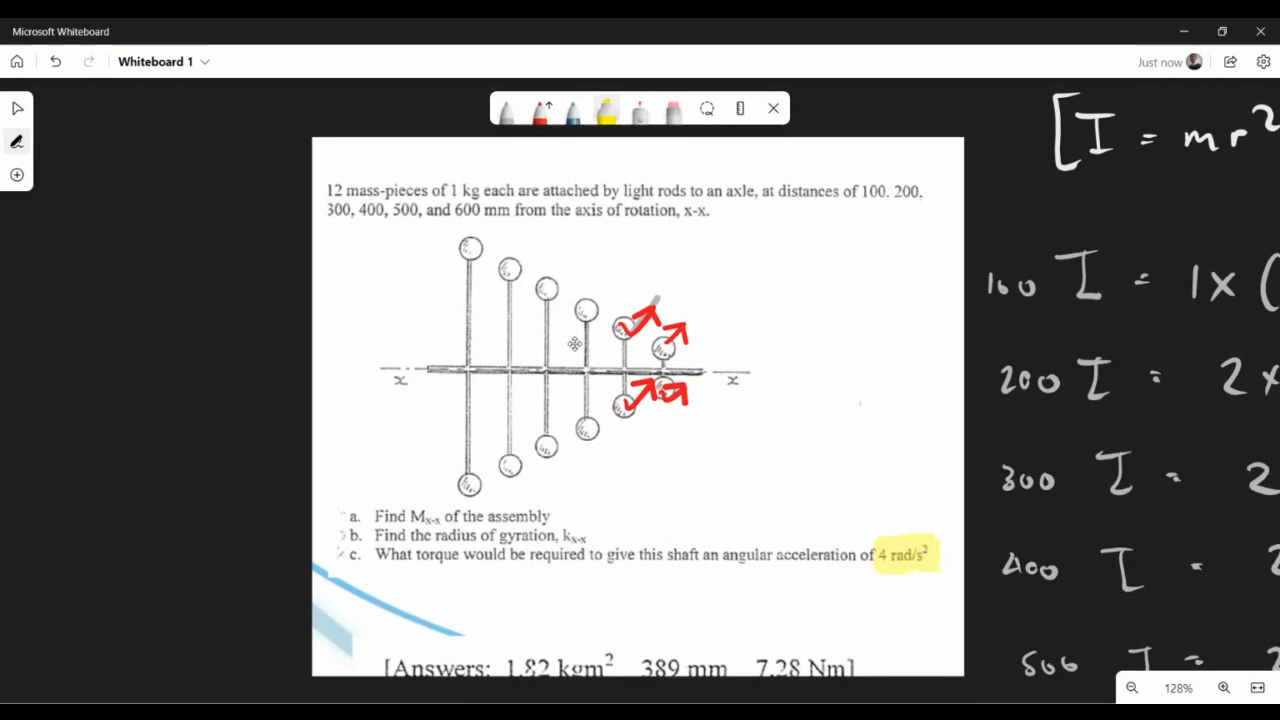 Microsoft Whiteboard
Whiteboard 1
Just now
[I = mr²
12 mass-pieces of 1 kg each are attached by light rods to an axle, at distances of 100, 200,
300, 400, 500, and 600 mm from the axis of rotation, x-x.
100 I = 1x (
x
x
200 I = 2x
300 I = 2
a. Find Mx-x of the assembly
b. Find the radius of gyration, kx-x
c. What torque would be required to give this shaft an angular acceleration of 4 rad/s²
400 I = 2
500 I = 2
[Answers: 1.82 kgm² 389 mm 7.28 Nm]
128%